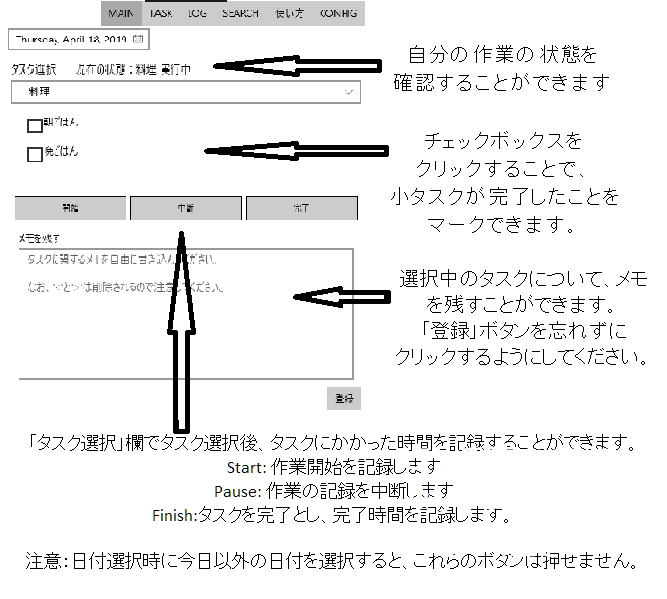 MAIN TASK LOG SEARCH 使い方 CONFIG
Thursday, April 18, 2019
タスク選択 現在の状態：料理 実行中
料理
朝ごはん
晩ごはん
開始 中断 完了
メモを残す
タスクに関するメモを自由に書き込んでください。
なお、'<'と'>'は削除されるので注意してください。
登録
自分の作業の状態を
確認することができます
チェックボックスを
クリックすることで、
小タスクが完了したことを
マークできます。
選択中のタスクについて、メモ
を残すことができます。
「登録」ボタンを忘れずに
クリックするようにしてください。
「タスク選択」欄でタスク選択後、タスクにかかった時間を記録することができます。
Start: 作業開始を記録します
Pause: 作業の記録を中断します
Finish:タスクを完了とし、完了時間を記録します。
注意：日付選択時に今日以外の日付を選択すると、これらのボタンは押せません。